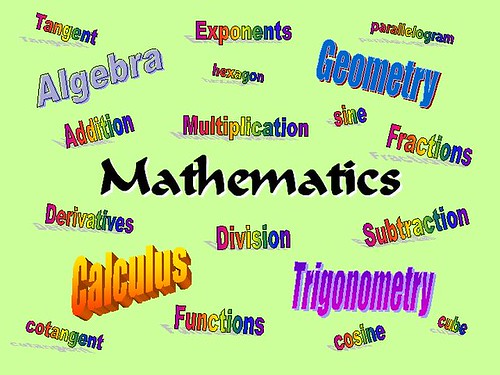 Tangent
Exponents
parallelogram
Algebra
hexagon
Geometry
Addition
Multiplication
sine
Fractions
Mathematics
Derivatives
Division
Subtraction
Calculus
Trigonometry
cotangent
Functions
cosine
cube